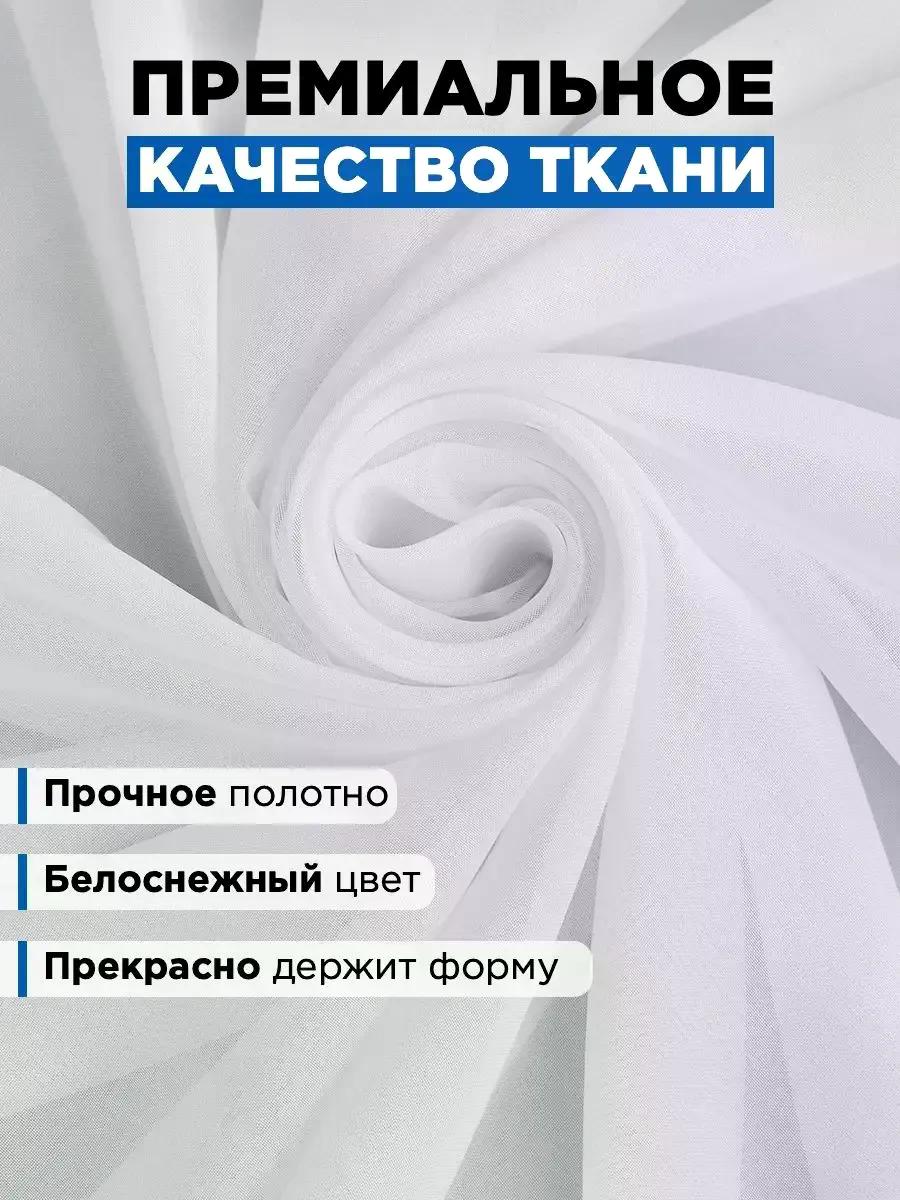 ПРЕМИАЛЬНОЕ
КАЧЕСТВО ТКАНИ
Прочное полотно
Белоснежный цвет
Прекрасно держит форму